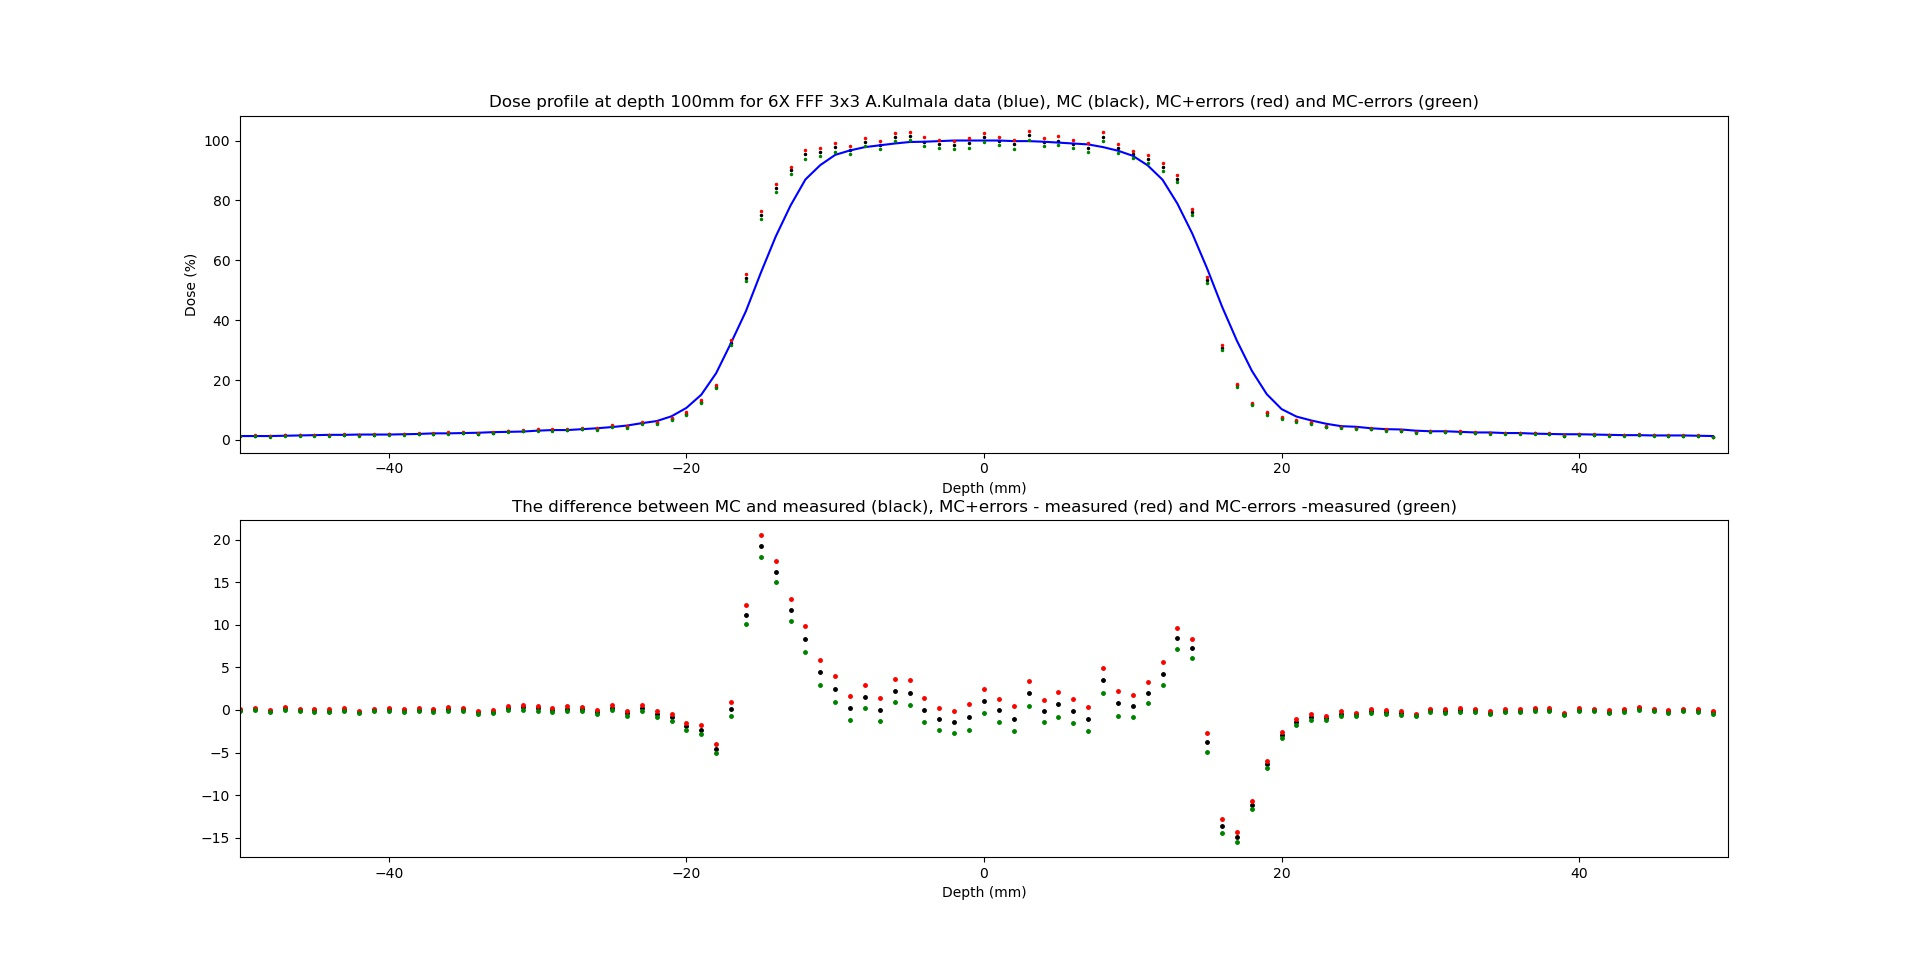 Dose profile at depth 100mm for 6X FFF 3x3 A.Kulmala data (blue), MC (black), MC+errors (red) and MC-errors (green)
100
80
60
40
20
0
Dose (%)
−40 −20 0 20 40
Depth (mm)
The difference between MC and measured (black), MC+errors - measured (red) and MC-errors -measured (green)
20
15
10
5
0
−5
−10
−15
−40 −20 0 20 40
Depth (mm)